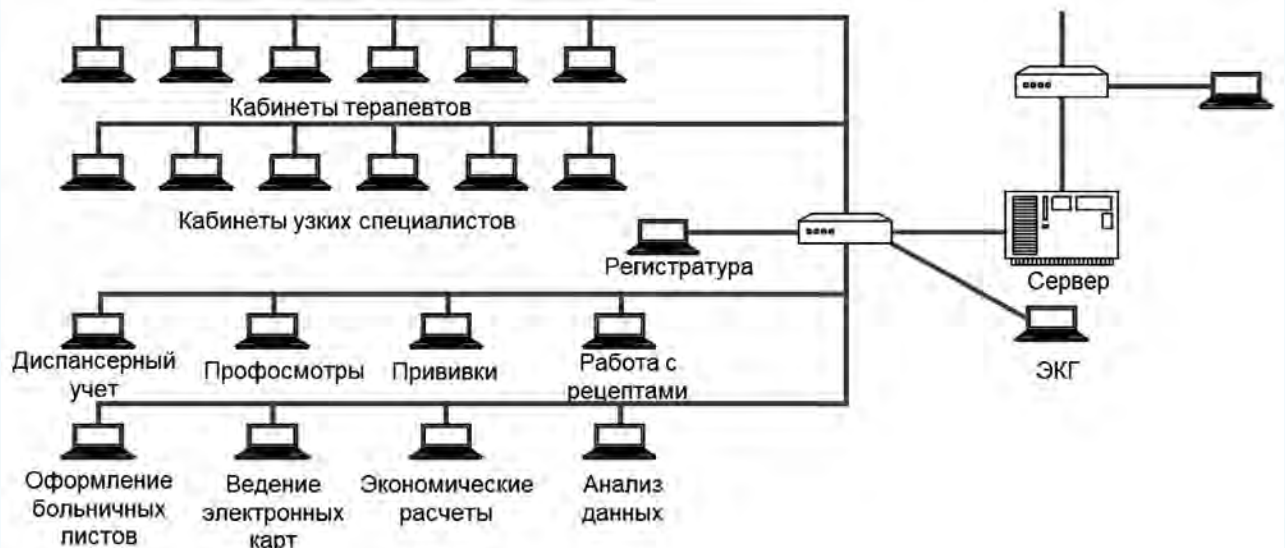 Кабинеты терапевтов
Кабинеты узких специалистов
Регистратура
Сервер
ЭКГ
Диспансерный
учет
Профосмотры
Прививки
Работа с
рецептами
Оформление
больничных
листов
Ведение
электронных
карт
Экономические
расчеты
Анализ
данных